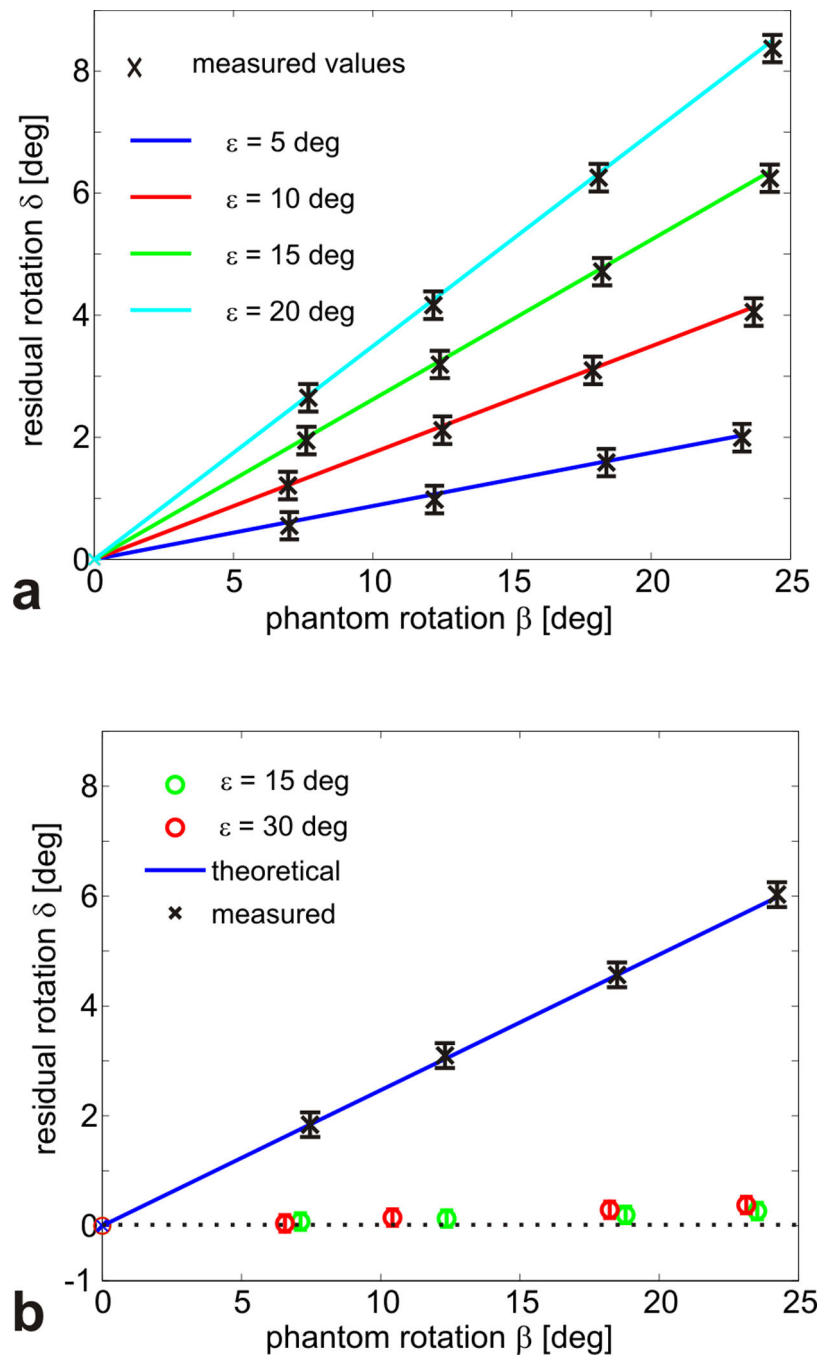 8
6
4
2
0
residual rotation δ [deg]
measured values
ε = 5 deg
ε = 10 deg
ε = 15 deg
ε = 20 deg
0 5 10 15 20 25
phantom rotation β [deg]
a
8
6
4
2
0
-1
residual rotation δ [deg]
ε = 15 deg
ε = 30 deg
theoretical
measured
0 5 10 15 20 25
phantom rotation β [deg]
b